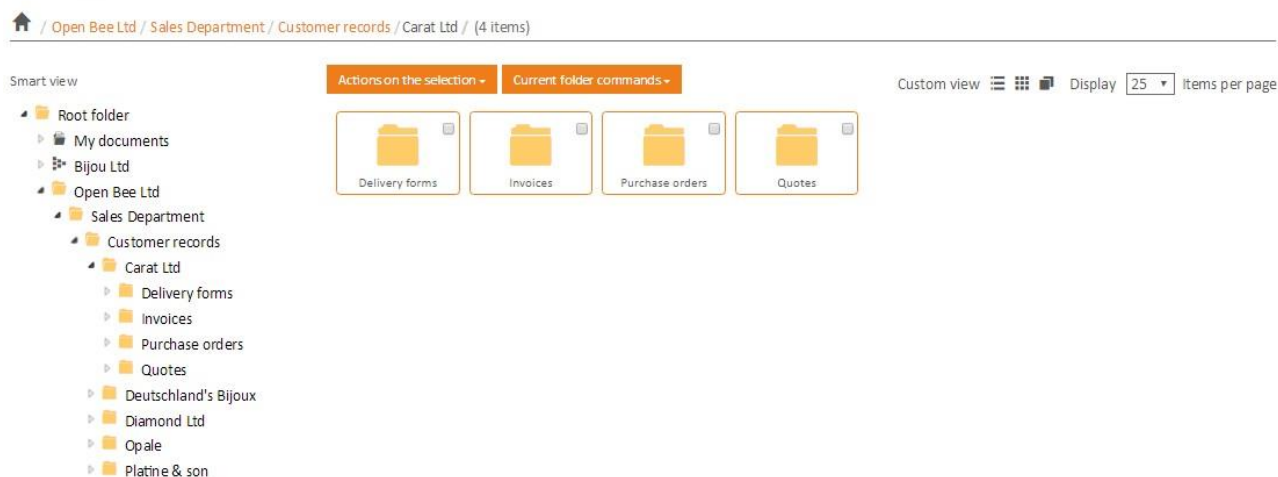 / Open Bee Ltd / Sales Department / Customer records / Carat Ltd / (4 items)
Smart view
Actions on the selection
Current folder commands
Custom view
Display 25 Items per page
Root folder
My documents
Bijou Ltd
Open Bee Ltd
Sales Department
Customer records
Carat Ltd
Delivery forms
Invoices
Purchase orders
Quotes
Deutschland's Bijoux
Diamond Ltd
Opale
Platine & son
Delivery forms
Invoices
Purchase orders
Quotes